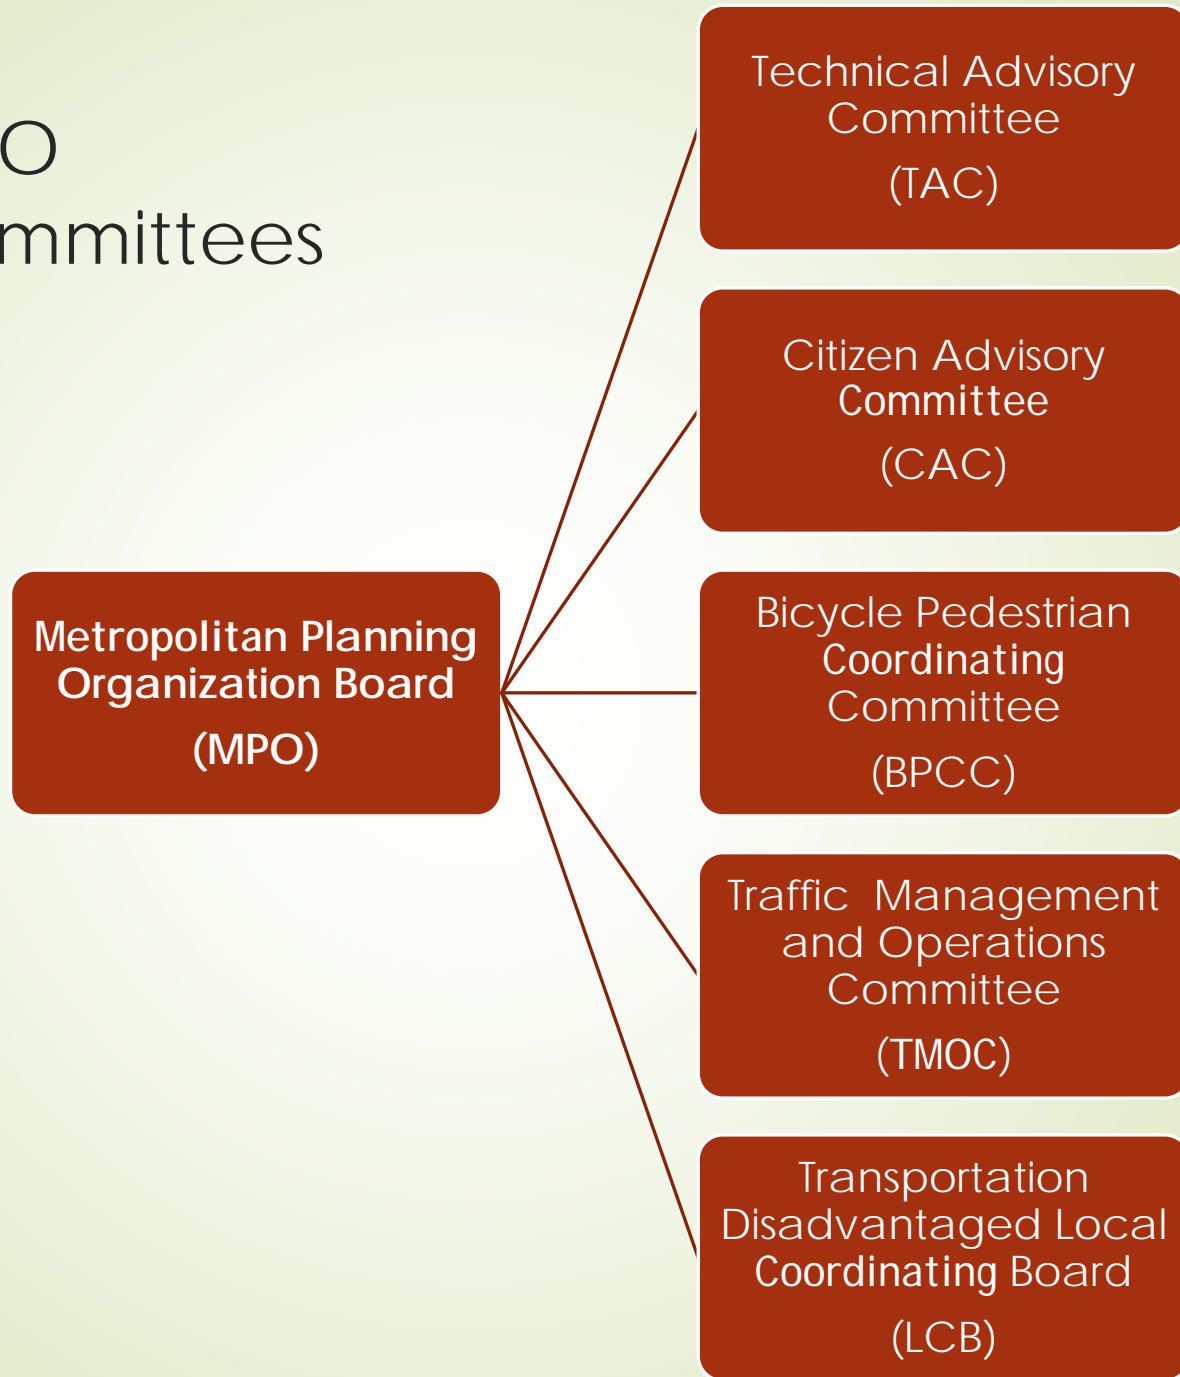 O
mmittees
Technical Advisory
Committee
(TAC)
Citizen Advisory
Committee
(CAC)
Metropolitan Planning
Organization Board
(MPO)
Bicycle Pedestrian
Coordinating
Committee
(BPCC)
Traffic Management
and Operations
Committee
(TMOC)
Transportation
Disadvantaged Local
Coordinating Board
(LCB)